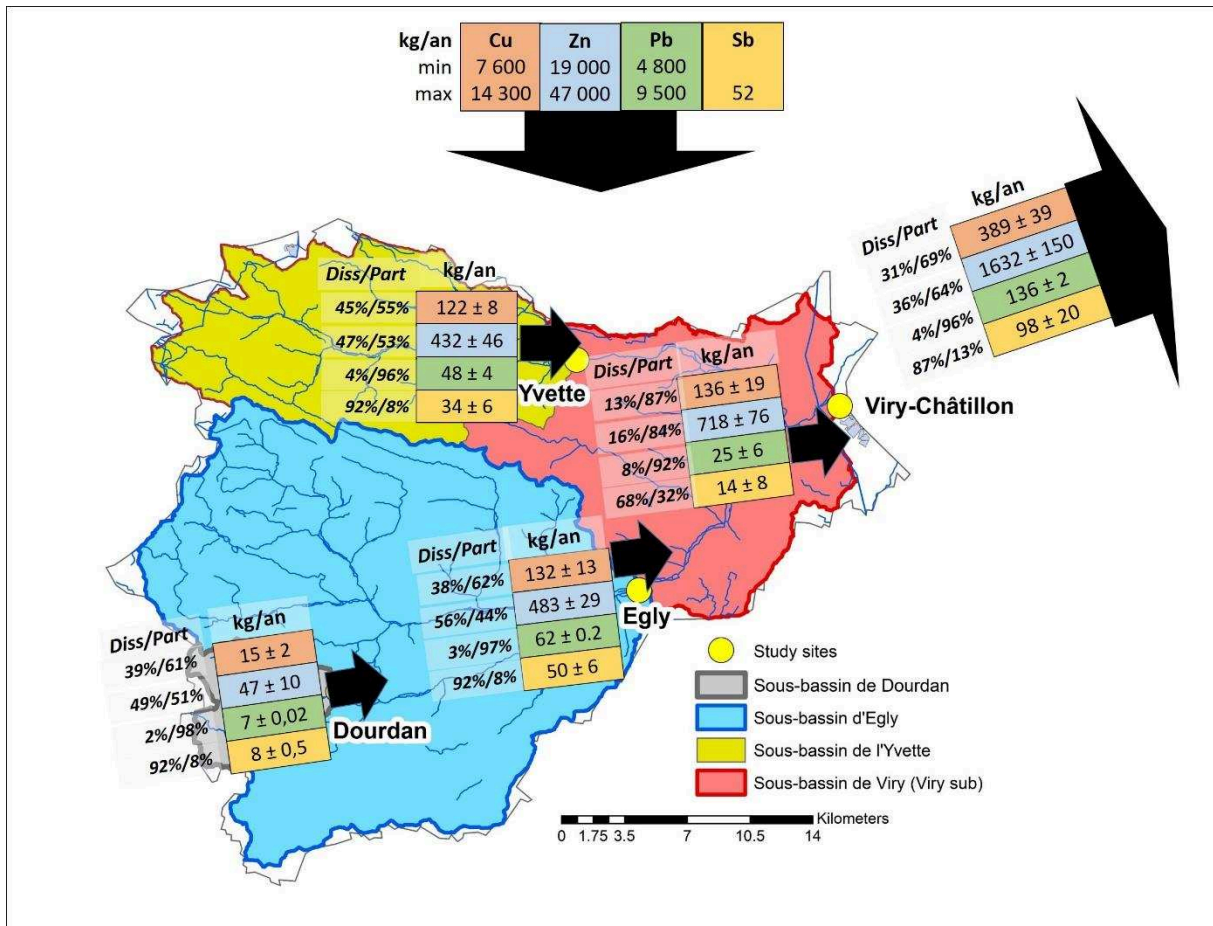 kg/an Cu Zn Pb Sb
min 7 600 19 000 4 800
max 14 300 47 000 9 500 52
kg/an
Diss/Part
31%/69% 389 ± 39
36%/64% 1632 ± 150
4%/96% 136 ± 2
87%/13% 98 ± 20
Diss/Part kg/an
45%/55% 122 ± 8
47%/53% 432 ± 46
4%/96% 48 ± 4
92%/8% 34 ± 6
Yvette
Diss/Part kg/an
13%/87% 136 ± 19
16%/84% 718 ± 76
8%/92% 25 ± 6
68%/32% 14 ± 8
Viry-Châtillon
Diss/Part kg/an
38%/62% 132 ± 13
56%/44% 483 ± 29
3%/97% 62 ± 0.2
92%/8% 50 ± 6
Egly
Diss/Part kg/an
39%/61% 15 ± 2
49%/51% 47 ± 10
2%/98% 7 ± 0,02
92%/8% 8 ± 0,5
Dourdan
Study sites
Sous-bassin de Dourdan
Sous-bassin d'Egly
Sous-bassin de l'Yvette
Sous-bassin de Viry (Viry sub)
Kilometers
0 1.75 3.5 7 10.5 14